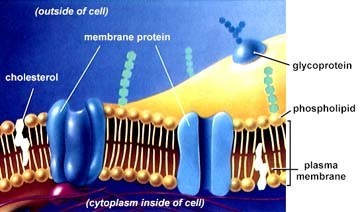 (outside of cell)
membrane protein
cholesterol
glycoprotein
phospholipid
plasma
membrane
(cytoplasm inside of cell)